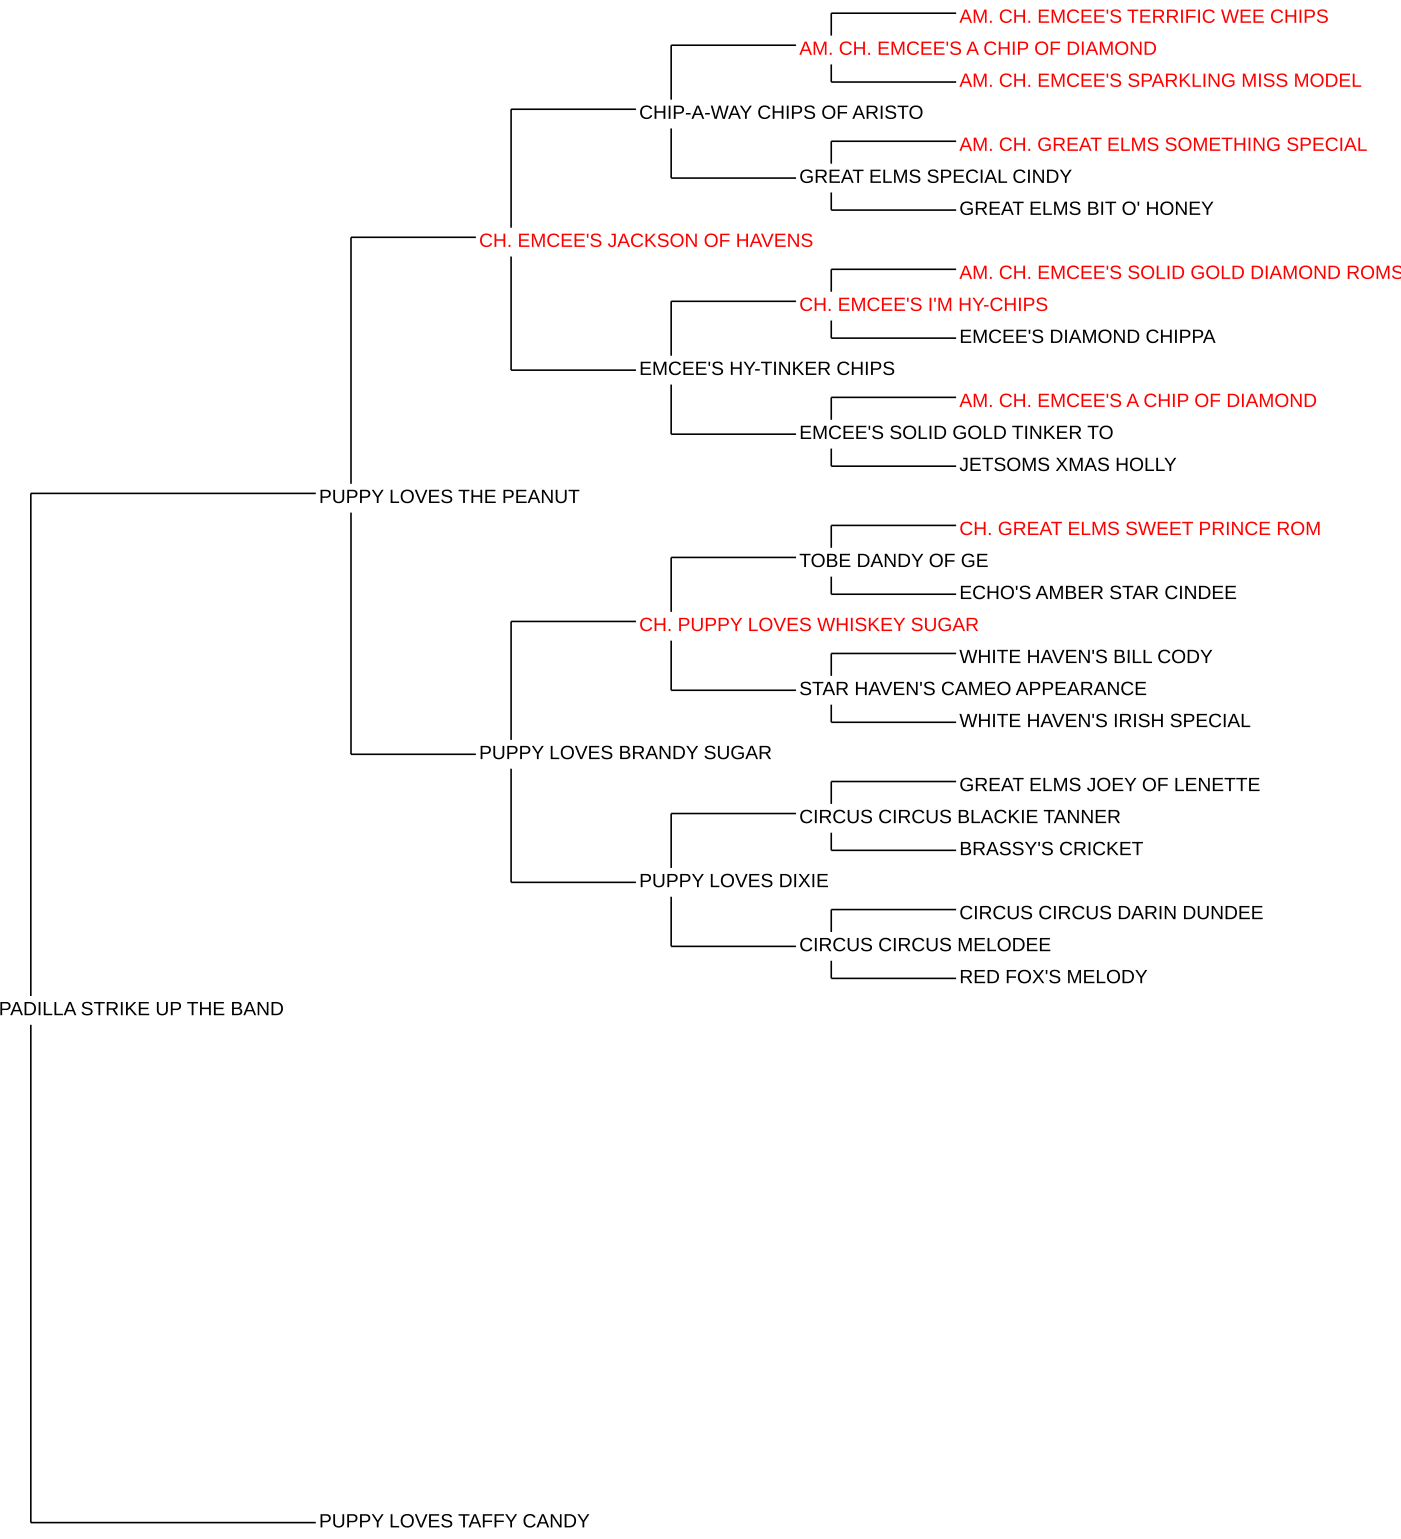 AM. CH. EMCEE'S TERRIFIC WEE CHIPS
AM. CH. EMCEE'S A CHIP OF DIAMOND
AM. CH. EMCEE'S SPARKLING MISS MODEL
CHIP-A-WAY CHIPS OF ARISTO
AM. CH. GREAT ELMS SOMETHING SPECIAL
GREAT ELMS SPECIAL CINDY
GREAT ELMS BIT O' HONEY
CH. EMCEE'S JACKSON OF HAVENS
AM. CH. EMCEE'S SOLID GOLD DIAMOND ROMS
CH. EMCEE'S I'M HY-CHIPS
EMCEE'S DIAMOND CHIPPA
EMCEE'S HY-TINKER CHIPS
AM. CH. EMCEE'S A CHIP OF DIAMOND
EMCEE'S SOLID GOLD TINKER TO
JETSOMS XMAS HOLLY
PUPPY LOVES THE PEANUT
CH. GREAT ELMS SWEET PRINCE ROM
TOBE DANDY OF GE
ECHO'S AMBER STAR CINDEE
CH. PUPPY LOVES WHISKEY SUGAR
WHITE HAVEN'S BILL CODY
STAR HAVEN'S CAMEO APPEARANCE
WHITE HAVEN'S IRISH SPECIAL
PUPPY LOVES BRANDY SUGAR
GREAT ELMS JOEY OF LENETTE
CIRCUS CIRCUS BLACKIE TANNER
BRASSY'S CRICKET
PUPPY LOVES DIXIE
CIRCUS CIRCUS DARIN DUNDEE
CIRCUS CIRCUS MELODEE
RED FOX'S MELODY
PADILLA STRIKE UP THE BAND
PUPPY LOVES TAFFY CANDY